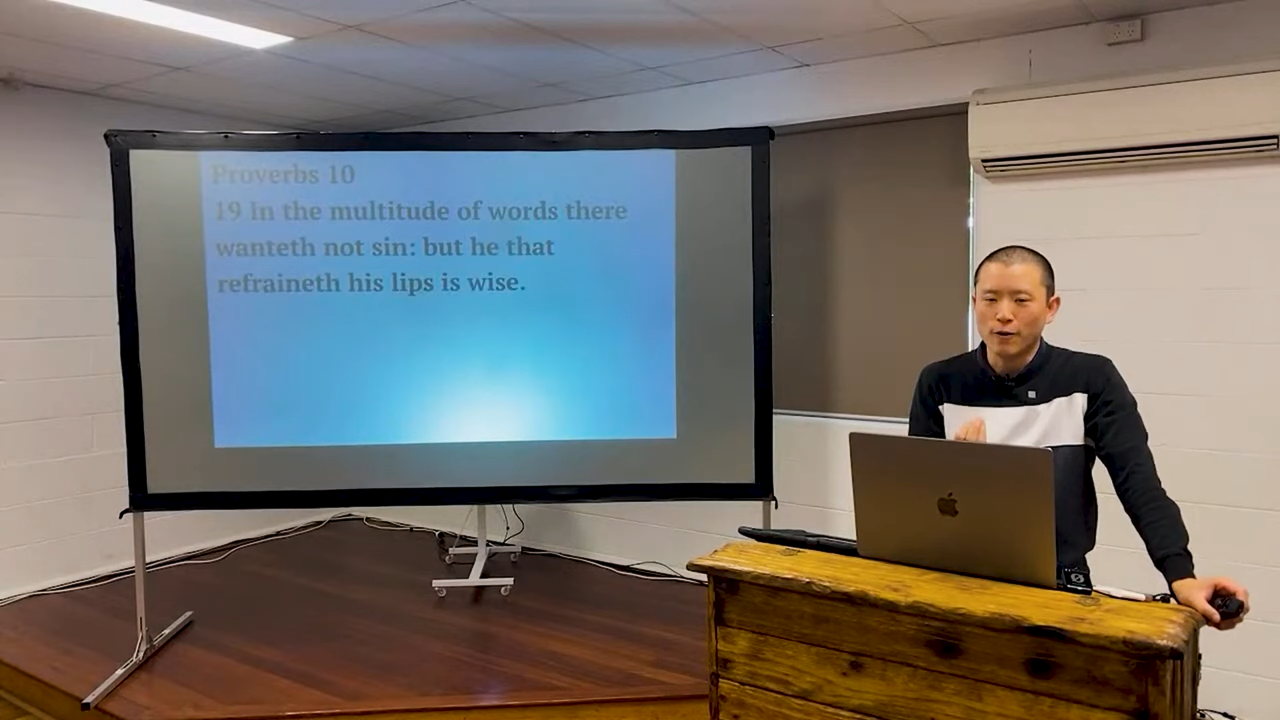 Proverbs 10
19 In the multitude of words there
wanteth not sin: but he that
refraineth his lips is wise.